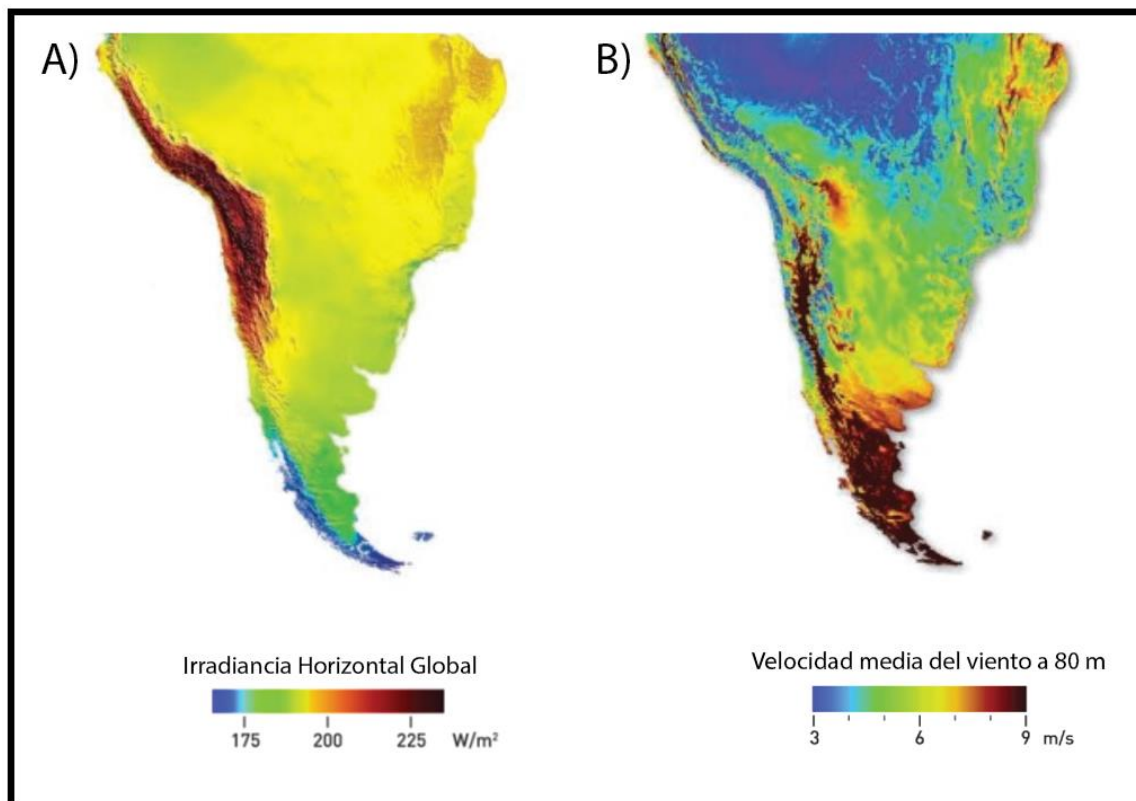 A)
B)
Irradiancia Horizontal Global
175 200 225 W/m²
Velocidad media del viento a 80 m
3 6 9 m/s